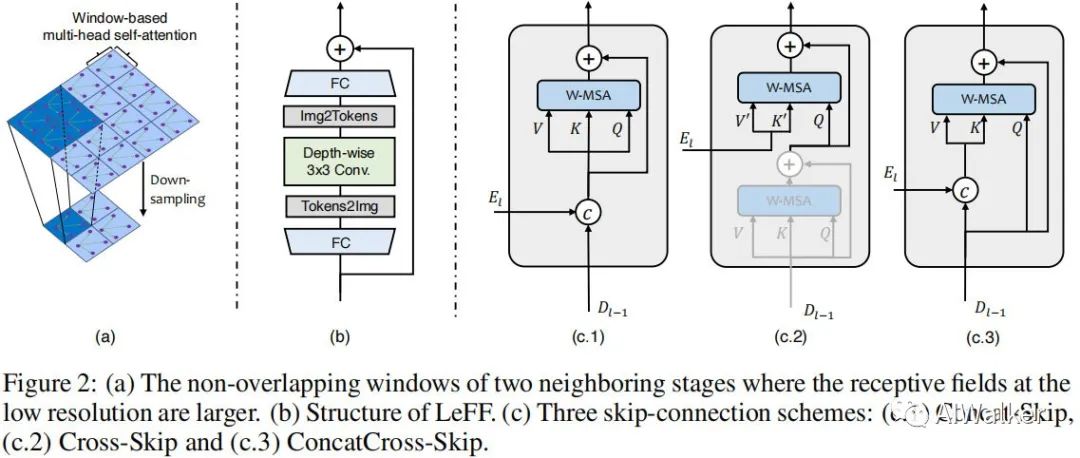 Window-based
multi-head self-attention
Down-
sampling
(a)
FC
Img2Tokens
Depth-wise
3x3 Conv.
Tokens2Img
FC
(b)
W-MSA
V K Q
E_l
C
D_{l-1}
(c.1)
W-MSA
V' K' Q
E_l
W-MSA
V K Q
D_{l-1}
(c.2)
W-MSA
V K Q
E_l
C
D_{l-1}
(c.3)
Figure 2: (a) The non-overlapping windows of two neighboring stages where the receptive fields at the
low resolution are larger. (b) Structure of LeFF. (c) Three skip-connection schemes: (c.1) Concat-Skip,
(c.2) Cross-Skip and (c.3) ConcatCross-Skip.
AIWalker